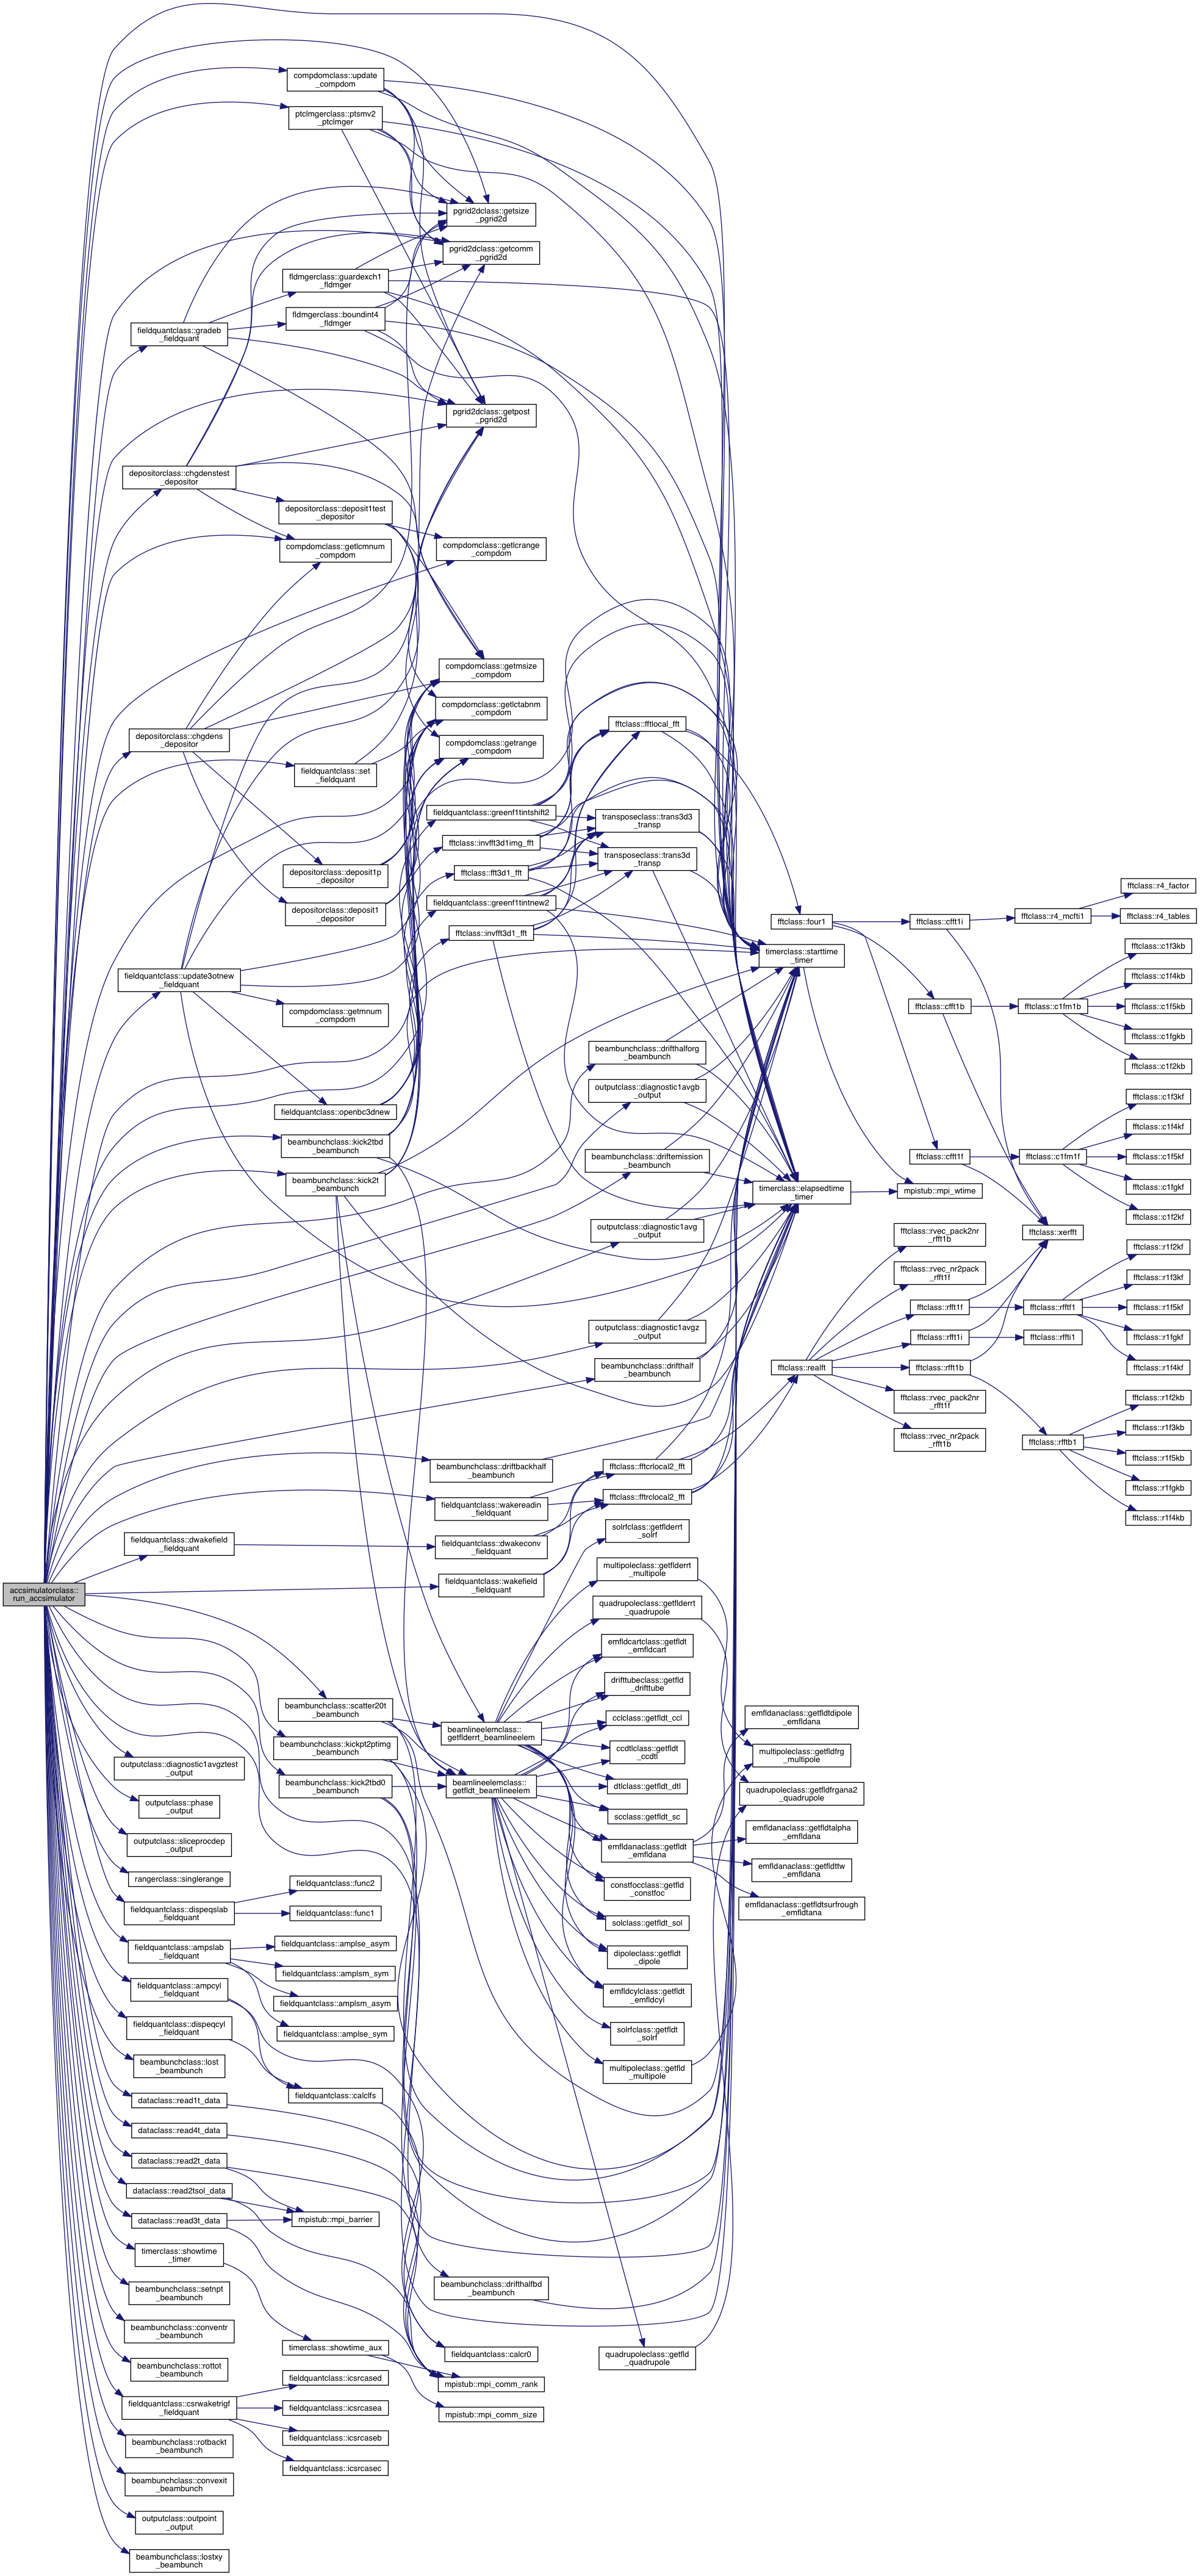 compdomclass::update
_compdom
ptclmgerclass::ptsmv2
_ptclmger
pgrid2dclass::getsize
_pgrid2d
pgrid2dclass::getcomm
_pgrid2d
fldmgerclass::guardexch1
_fldmger
fldmgerclass::boundint4
_fldmger
fieldquantclass::gradeb
_fieldquant
pgrid2dclass::getpost
_pgrid2d
depositorclass::chgdenstest
_depositor
depositorclass::deposit1test
_depositor
compdomclass::getlcmnum
_compdom
compdomclass::getlcrange
_compdom
compdomclass::getmsize
_compdom
compdomclass::getlctabnm
_compdom
compdomclass::getrange
_compdom
depositorclass::chgdens
_depositor
fieldquantclass::set
_fieldquant
fftclass::fftlocal_fft
fieldquantclass::greenf1tintshift2
transposeclass::trans3d3
_transp
fftclass::invfft3d1img_fft
transposeclass::trans3d
_transp
depositorclass::deposit1p
_depositor
fftclass::fft3d1_fft
fieldquantclass::greenf1tintnew2
depositorclass::deposit1
_depositor
fftclass::invfft3d1_fft
fftclass::four1
fftclass::cfft1i
fftclass::r4_mcfti1
fftclass::r4_factor
fftclass::r4_tables
timerclass::starttime
_timer
fftclass::c1f3kb
fftclass::c1f4kb
fftclass::cfft1b
fftclass::c1fm1b
fftclass::c1f5kb
fftclass::c1fgkb
fftclass::c1f2kb
fieldquantclass::update3otnew
_fieldquant
compdomclass::getmnum
_compdom
fieldquantclass::openbc3dnew
beambunchclass::drifthalforg
_beambunch
outputclass::diagnostic1avgb
_output
beambunchclass::kick2tbd
_beambunch
beambunchclass::kick2t
_beambunch
beambunchclass::driftemission
_beambunch
timerclass::elapsedtime
_timer
mpistub::mpi_wtime
fftclass::c1f3kf
fftclass::c1f4kf
fftclass::cfft1f
fftclass::c1fm1f
fftclass::c1f5kf
fftclass::c1fgkf
fftclass::c1f2kf
outputclass::diagnostic1avg
_output
fftclass::rvec_pack2nr
_rfft1b
fftclass::xerfft
fftclass::rvec_nr2pack
_rfft1f
fftclass::r1f2kf
fftclass::r1f3kf
fftclass::rfft1f
fftclass::rfftf1
fftclass::r1f5kf
outputclass::diagnostic1avgz
_output
fftclass::rfft1i
fftclass::rffti1
fftclass::r1fgkf
beambunchclass::drifthalf
_beambunch
fftclass::realft
fftclass::rfft1b
fftclass::r1f4kf
fftclass::rvec_pack2nr
_rfft1f
fftclass::r1f2kb
fftclass::r1f3kb
fftclass::rvec_nr2pack
_rfft1b
fftclass::rfftb1
fftclass::r1f5kb
fftclass::r1fgkb
fftclass::r1f4kb
beambunchclass::driftbackhalf
_beambunch
fftclass::fftcrlocal2_fft
fftclass::fftrclocal2_fft
fieldquantclass::wakereadin
_fieldquant
fieldquantclass::dwakefield
_fieldquant
fieldquantclass::dwakeconv
_fieldquant
fieldquantclass::wakefield
_fieldquant
accsimulatorclass::
run_accsimulator
solrfclass::getflderrt
_solrf
multipoleclass::getflderrt
_multipole
quadrupoleclass::getflderrt
_quadrupole
emfldcartclass::getfldt
_emfldcart
drifttubeclass::getfld
_drifttube
beambunchclass::scatter20t
_beambunch
beamlineelemclass::
getflderrt_beamlineelem
cclclass::getfldt_ccl
emfldanaclass::getfldtdipole
_emfldana
beambunchclass::kickpt2ptimg
_beambunch
ccdtlclass::getfldt
_ccdtl
multipoleclass::getfldfrg
_multipole
outputclass::diagnostic1avgztest
_output
beambunchclass::kick2tbd0
_beambunch
beamlineelemclass::
getfldt_beamlineelem
dtlclass::getfldt_dtl
quadrupoleclass::getfldfrgana2
_quadrupole
outputclass::phase
_output
scclass::getfldt_sc
emfldanaclass::getfldtalpha
_emfldana
outputclass::sliceprocdep
_output
emfldanaclass::getfldt
_emfldana
emfldanaclass::getfldttw
_emfldana
rangerclass::singlerange
fieldquantclass::func2
constfocclass::getfld
_constfoc
emfldanaclass::getfldtsurfrough
_emfldtana
fieldquantclass::dispeqslab
_fieldquant
fieldquantclass::func1
solclass::getfldt_sol
fieldquantclass::ampslab
_fieldquant
fieldquantclass::amplse_asym
dipoleclass::getfldt
_dipole
fieldquantclass::amplsm_sym
fieldquantclass::ampcyl
_fieldquant
emfldcylclass::getfldt
_emfldcyl
fieldquantclass::amplsm_asym
fieldquantclass::dispeqcyl
_fieldquant
fieldquantclass::amplse_sym
solrfclass::getfldt
_solrf
beambunchclass::lost
_beambunch
multipoleclass::getfld
_multipole
dataclass::read1t_data
fieldquantclass::calclfs
dataclass::read4t_data
dataclass::read2t_data
dataclass::read2tsol_data
dataclass::read3t_data
mpistub::mpi_barrier
timerclass::showtime
_timer
beambunchclass::setnpt
_beambunch
beambunchclass::drifthalfbd
_beambunch
beambunchclass::conventr
_beambunch
timerclass::showtime_aux
fieldquantclass::calcr0
quadrupoleclass::getfld
_quadrupole
beambunchclass::rottot
_beambunch
fieldquantclass::icsrcased
mpistub::mpi_comm_rank
fieldquantclass::csrwaketrigf
_fieldquant
fieldquantclass::icsrcasea
mpistub::mpi_comm_size
beambunchclass::rotbackt
_beambunch
fieldquantclass::icsrcaseb
fieldquantclass::icsrcasec
beambunchclass::convexit
_beambunch
outputclass::outpoint
_output
beambunchclass::lostxy
_beambunch